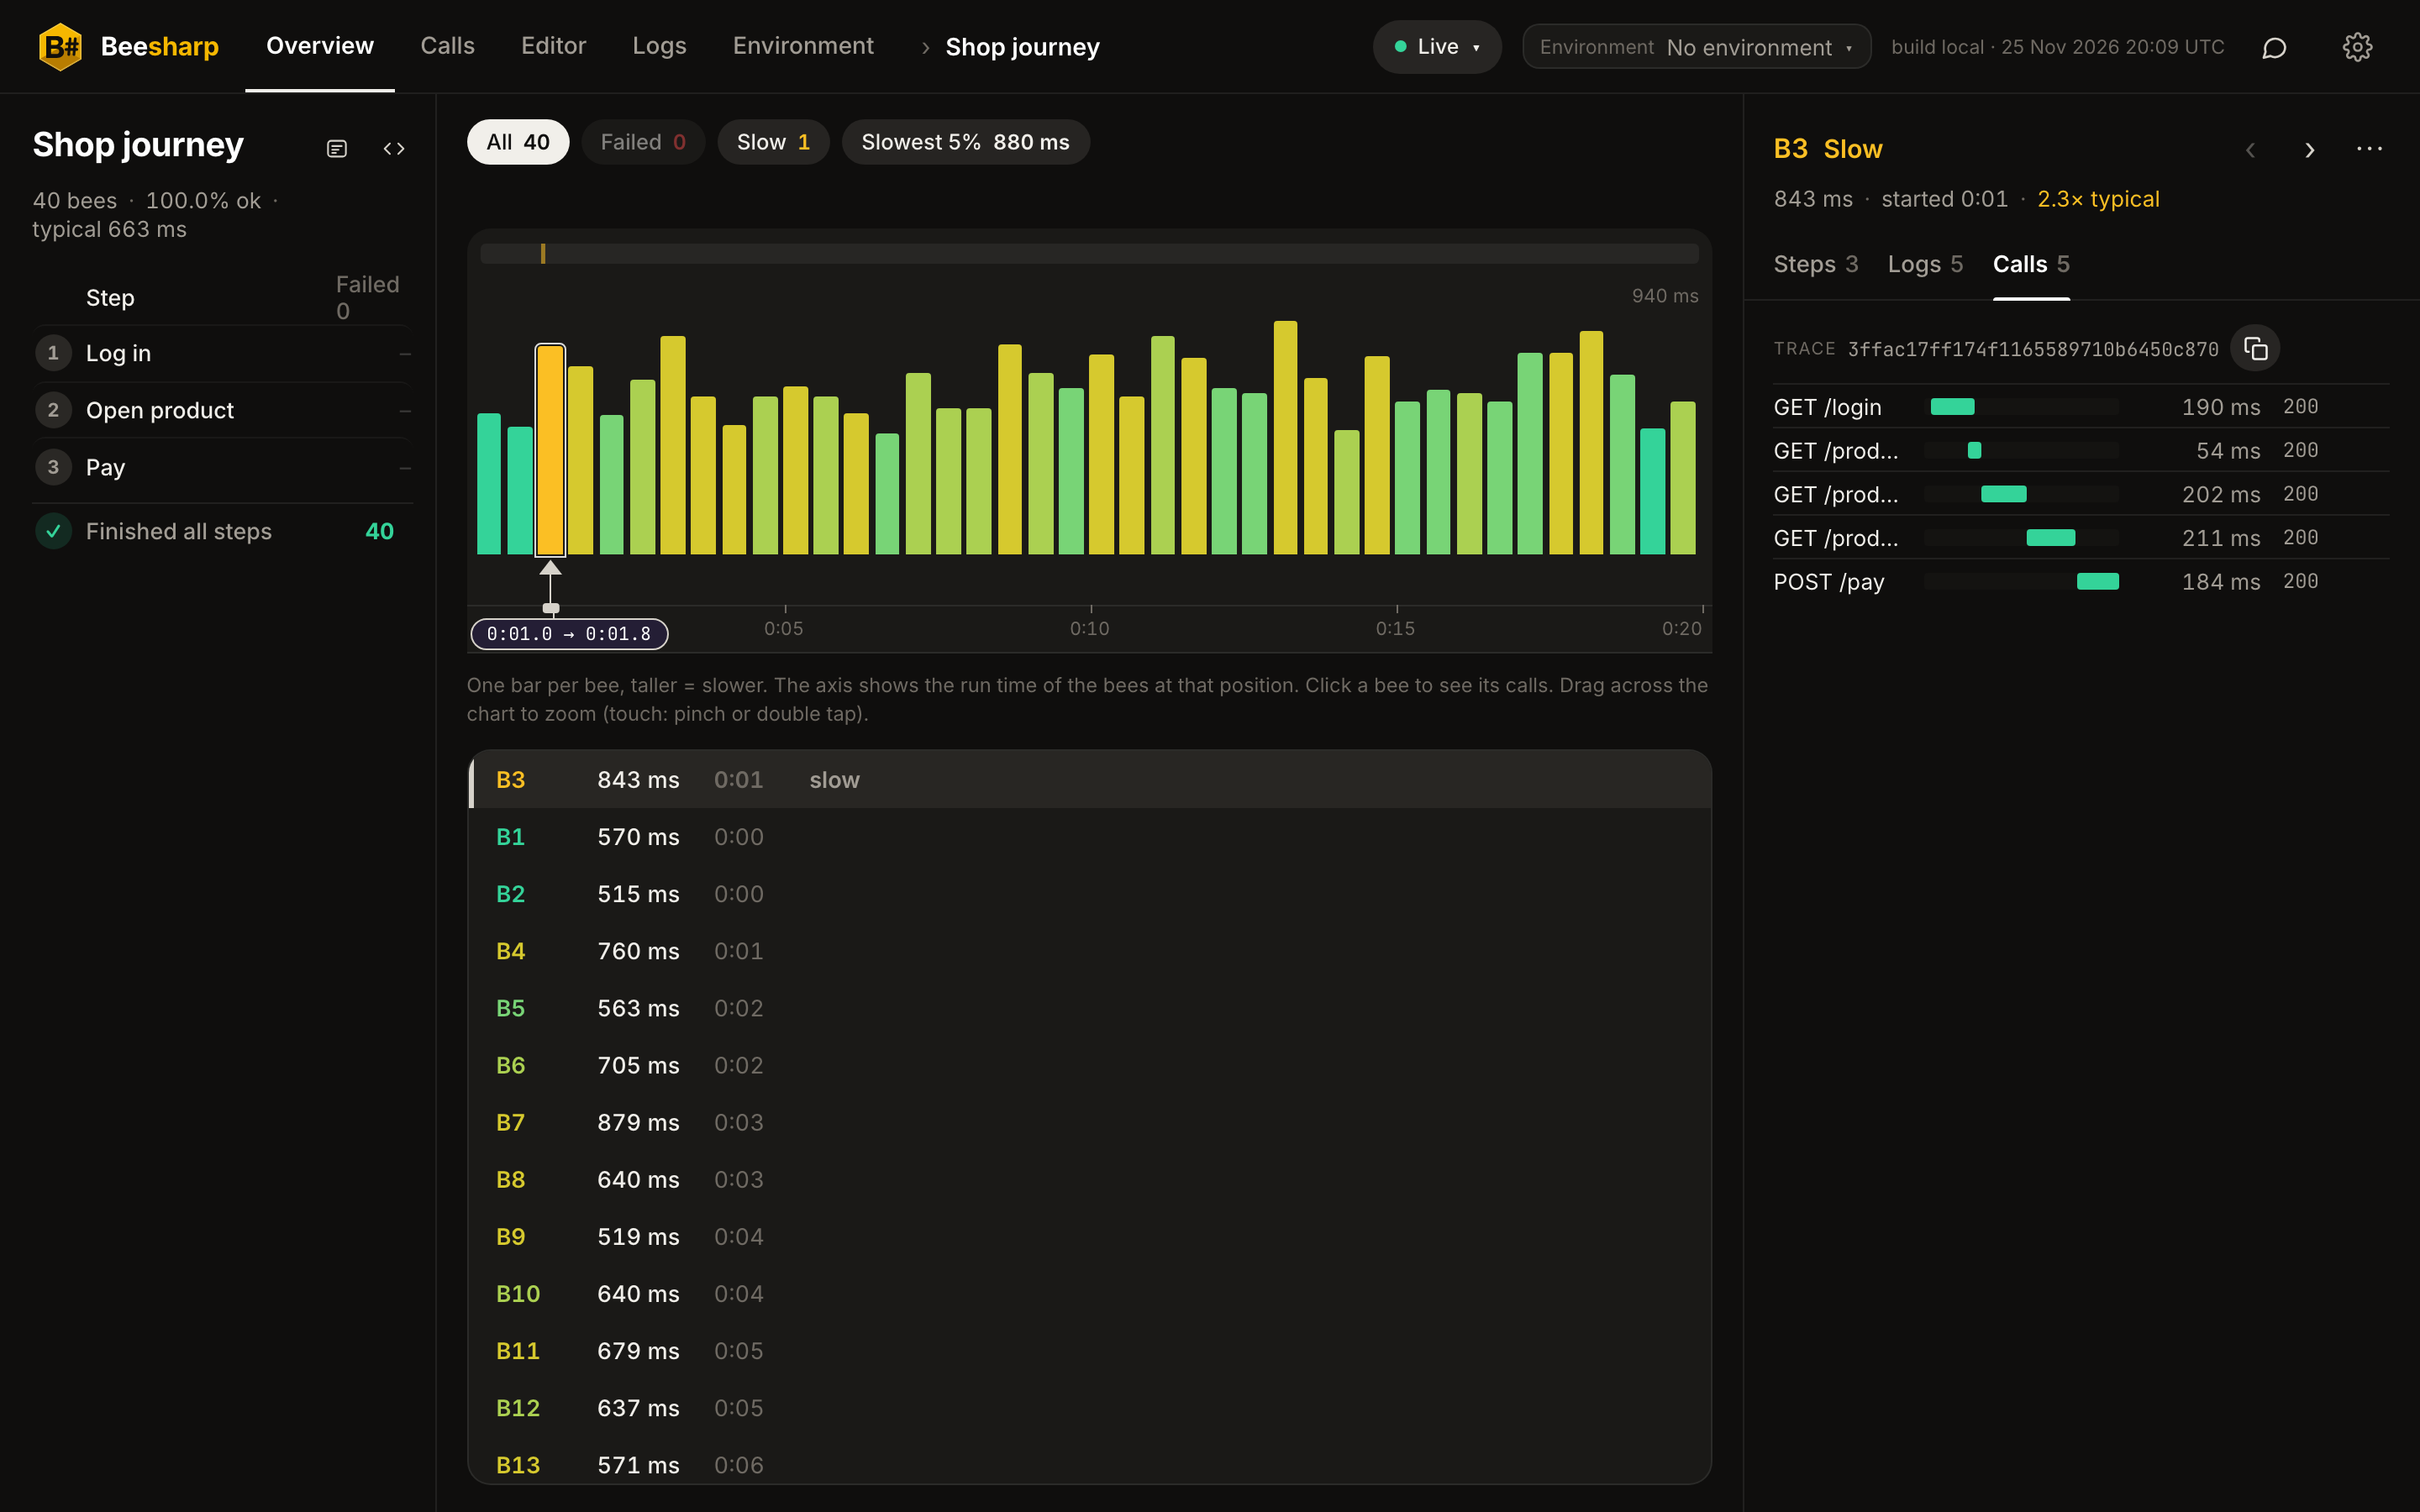 B# Beesharp Overview Calls Editor Logs Environment › Shop journey Live ▾ Environment No environment ▾ build local · 25 Nov 2026 20:09 UTC
Shop journey
40 bees · 100.0% ok ·
typical 663 ms
Step Failed 0
1 Log in –
2 Open product –
3 Pay –
Finished all steps 40
All 40 Failed 0 Slow 1 Slowest 5% 880 ms
940 ms
0:01.0 → 0:01.8 0:05 0:10 0:15 0:20
One bar per bee, taller = slower. The axis shows the run time of the bees at that position. Click a bee to see its calls. Drag across the
chart to zoom (touch: pinch or double tap).
B3 843 ms 0:01 slow
B1 570 ms 0:00
B2 515 ms 0:00
B4 760 ms 0:01
B5 563 ms 0:02
B6 705 ms 0:02
B7 879 ms 0:03
B8 640 ms 0:03
B9 519 ms 0:04
B10 640 ms 0:04
B11 679 ms 0:05
B12 637 ms 0:05
B13 571 ms 0:06
B3 Slow ‹ › ···
843 ms · started 0:01 · 2.3× typical
Steps 3 Logs 5 Calls 5
TRACE 3ffac17ff174f1165589710b6450c870
GET /login 190 ms 200
GET /prod… 54 ms 200
GET /prod… 202 ms 200
GET /prod… 211 ms 200
POST /pay 184 ms 200